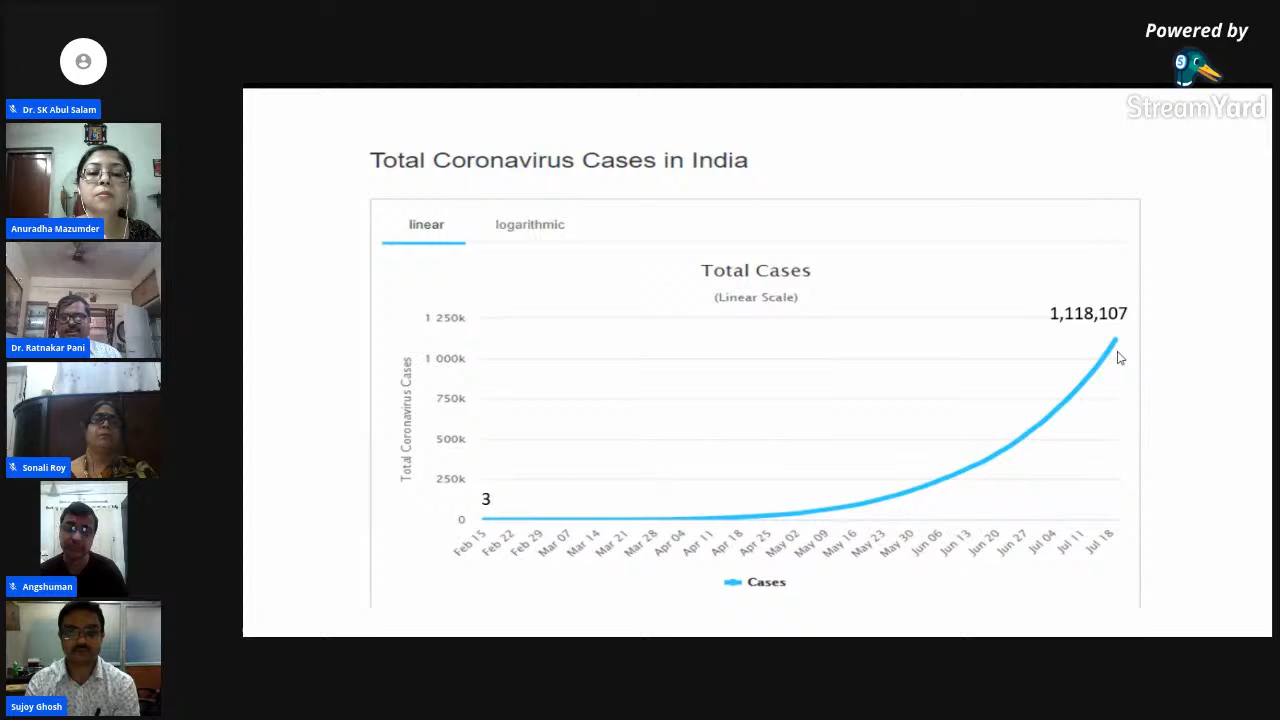 Powered by
StreamYard
Dr. SK Abul Salam
Anuradha Mazumder
Dr. Ratnakar Pani
Sonali Roy
Angshuman
Sujoy Ghosh
Total Coronavirus Cases in India
linear
logarithmic
Total Cases
(Linear Scale)
1,118,107
Total Coronavirus Cases
1 250k
1 000k
750k
500k
250k
0
3
Feb 15
Feb 22
Feb 29
Mar 07
Mar 14
Mar 21
Mar 28
Apr 04
Apr 11
Apr 18
Apr 25
May 02
May 09
May 16
May 23
May 30
Jun 06
Jun 13
Jun 20
Jun 27
Jul 04
Jul 11
Jul 18
Cases